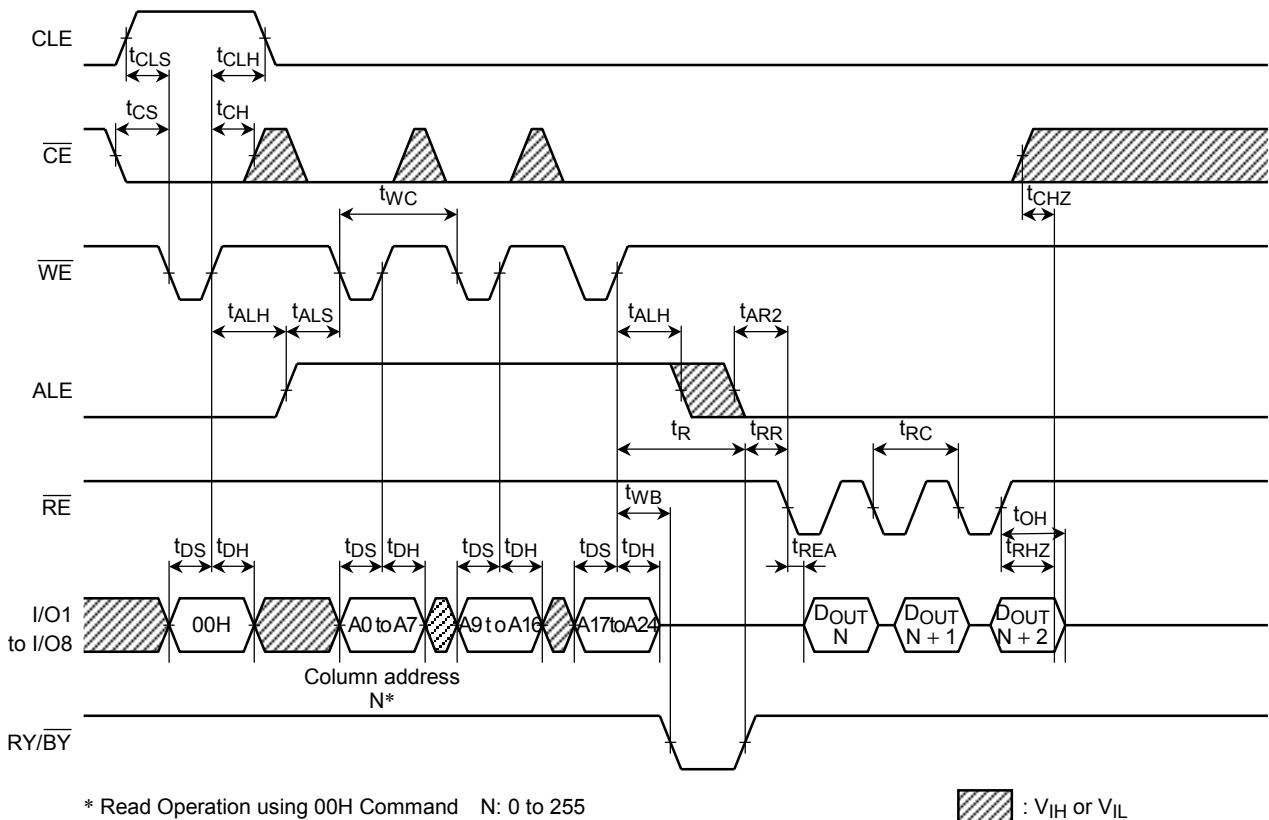 CLE
tCLS
tCLH
tCS
tCH
CE
tWC
tCHZ
WE
tALH
tALS
tALH
tAR2
ALE
tR
tRR
tRC
RE
tWB
tOH
tDS
tDH
tDS
tDH
tDS
tDH
tDS
tDH
tREA
tRHZ
I/O1
to I/O8
00H
A0 to A7
A9 to A16
A17 to A24
DOUT
N
DOUT
N + 1
DOUT
N + 2
Column address
N*
RY/BY
* Read Operation using 00H Command N: 0 to 255
: VIH or VIL